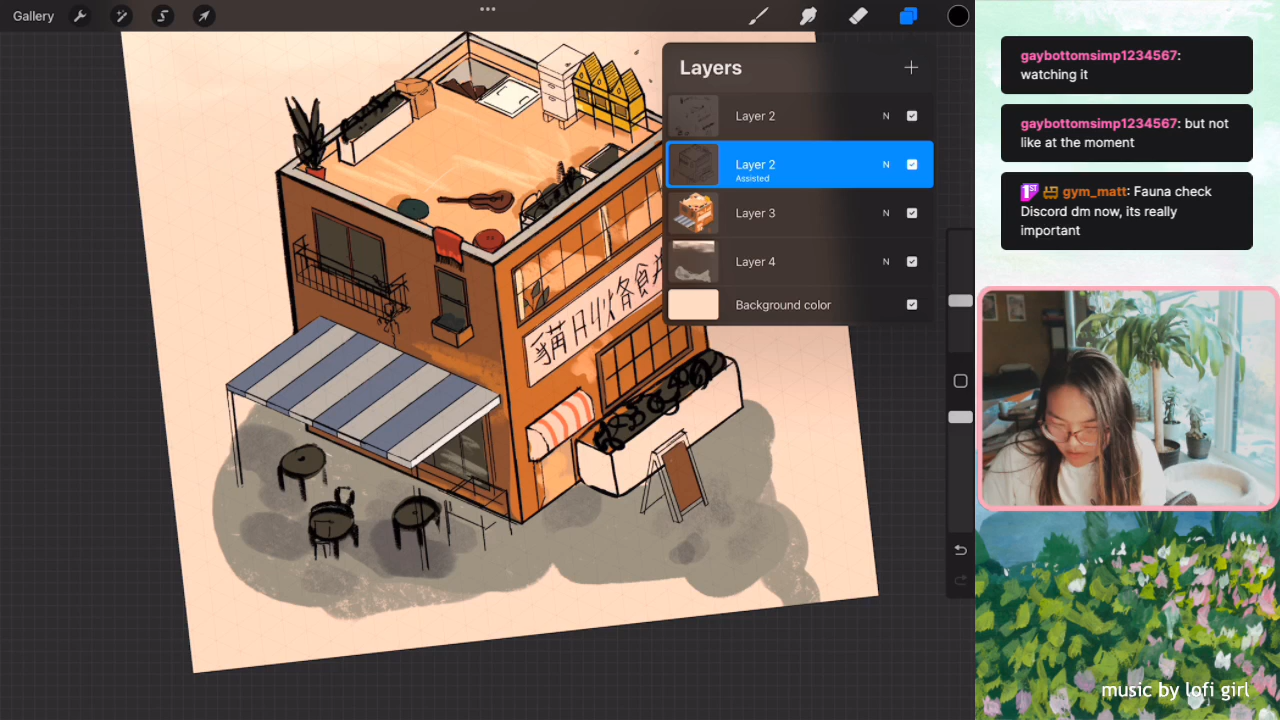 Gallery
Layers
Layer 2
N
Layer 2
N
Assisted
Layer 3
N
Layer 4
N
Background color
gaybottomsimp1234567:
watching it
gaybottomsimp1234567: but not
like at the moment
1ST gym_matt: Fauna check
Discord dm now, its really
important
music by lofi girl